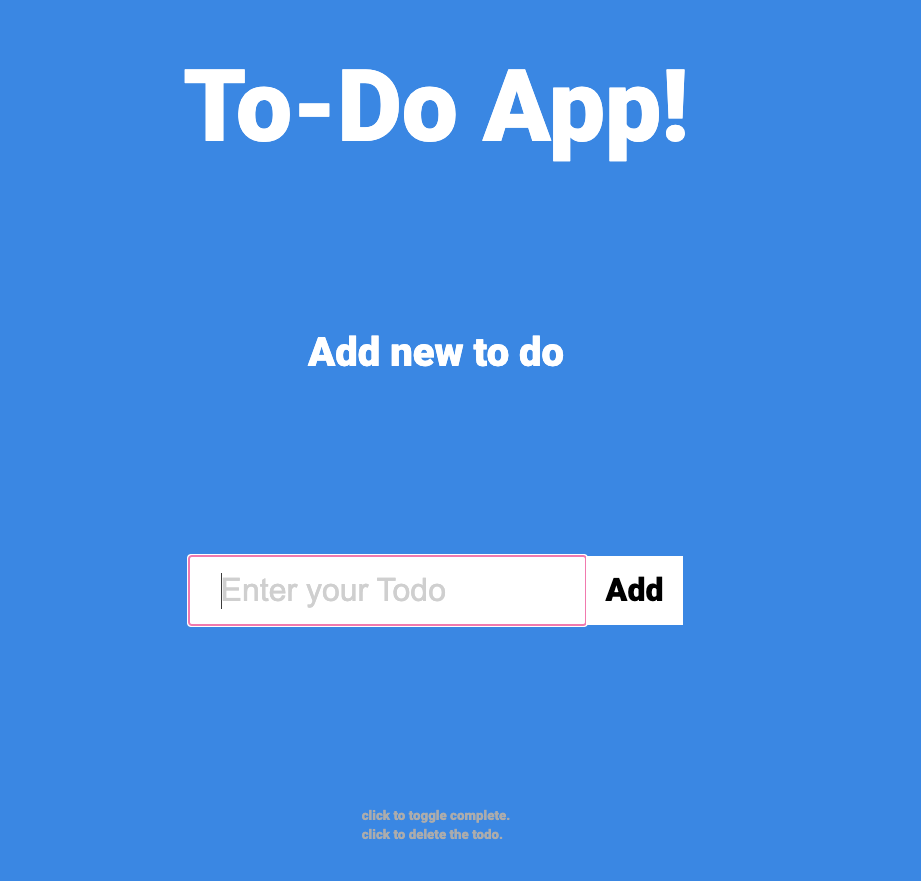 To-Do App!
Add new to do
Enter your Todo
Add
click to toggle complete.
click to delete the todo.